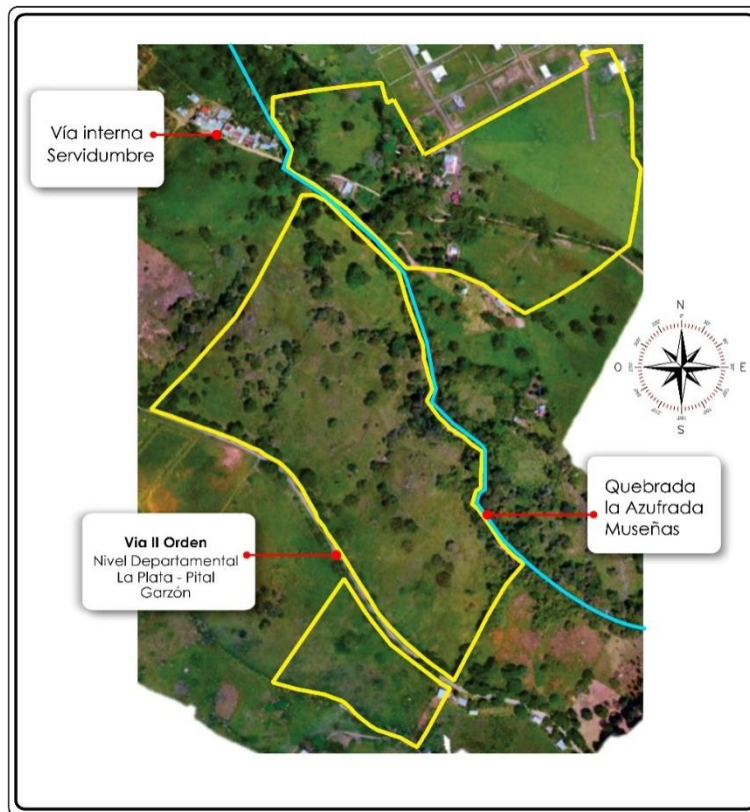 Vía interna
Servidumbre
N
O
E
S
Quebrada
la Azufrada
Museñas
Via II Orden
Nivel Departamental
La Plata - Pital
Garzón